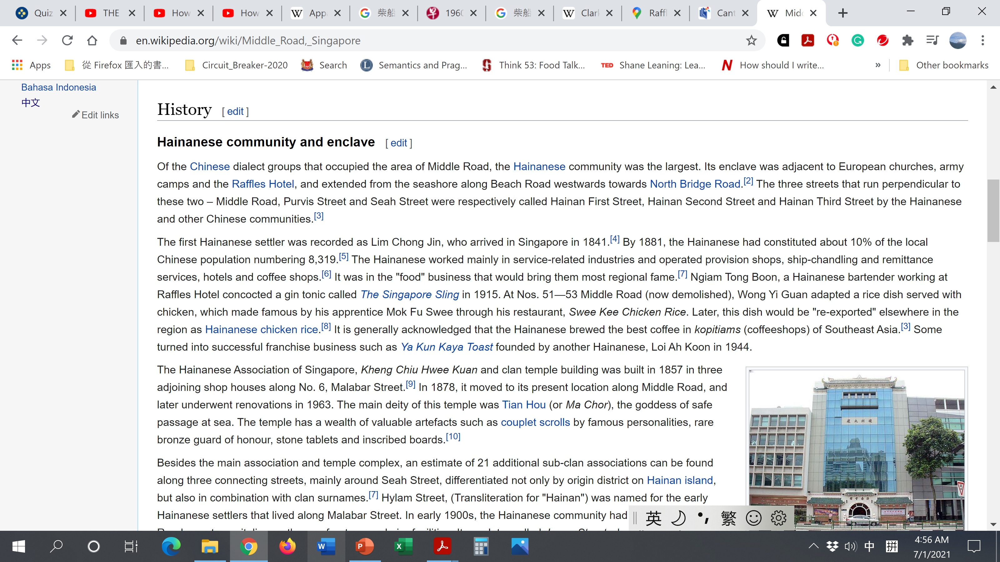 Quiz
THE
How
How
App
柴船
1960
柴船
Clar
Raffl
Cant
Mid
en.wikipedia.org/wiki/Middle_Road,_Singapore
Apps
從 Firefox 匯入的書...
Circuit_Breaker-2020
Search
Semantics and Prag...
Think 53: Food Talk...
TED
Shane Leaning: Lea...
How should I write...
»
Other bookmarks
Bahasa Indonesia
中文
Edit links
History [ edit ]
Hainanese community and enclave [ edit ]
Of the Chinese dialect groups that occupied the area of Middle Road, the Hainanese community was the largest. Its enclave was adjacent to European churches, army
camps and the Raffles Hotel, and extended from the seashore along Beach Road westwards towards North Bridge Road.[2] The three streets that run perpendicular to
these two – Middle Road, Purvis Street and Seah Street were respectively called Hainan First Street, Hainan Second Street and Hainan Third Street by the Hainanese
and other Chinese communities.[3]
The first Hainanese settler was recorded as Lim Chong Jin, who arrived in Singapore in 1841.[4] By 1881, the Hainanese had constituted about 10% of the local
Chinese population numbering 8,319.[5] The Hainanese worked mainly in service-related industries and operated provision shops, ship-chandling and remittance
services, hotels and coffee shops.[6] It was in the "food" business that would bring them most regional fame.[7] Ngiam Tong Boon, a Hainanese bartender working at
Raffles Hotel concocted a gin tonic called The Singapore Sling in 1915. At Nos. 51—53 Middle Road (now demolished), Wong Yi Guan adapted a rice dish served with
chicken, which made famous by his apprentice Mok Fu Swee through his restaurant, Swee Kee Chicken Rice. Later, this dish would be "re-exported" elsewhere in the
region as Hainanese chicken rice.[8] It is generally acknowledged that the Hainanese brewed the best coffee in kopitiams (coffeeshops) of Southeast Asia.[3] Some
turned into successful franchise business such as Ya Kun Kaya Toast founded by another Hainanese, Loi Ah Koon in 1944.
The Hainanese Association of Singapore, Kheng Chiu Hwee Kuan and clan temple building was built in 1857 in three
adjoining shop houses along No. 6, Malabar Street.[9] In 1878, it moved to its present location along Middle Road, and
later underwent renovations in 1963. The main deity of this temple was Tian Hou (or Ma Chor), the goddess of safe
passage at sea. The temple has a wealth of valuable artefacts such as couplet scrolls by famous personalities, rare
bronze guard of honour, stone tablets and inscribed boards.[10]
Besides the main association and temple complex, an estimate of 21 additional sub-clan associations can be found
along three connecting streets, mainly around Seah Street, differentiated not only by origin district on Hainan island,
but also in combination with clan surnames.[7] Hylam Street, (Transliteration for "Hainan") was named for the early
Hainanese settlers that lived along Malabar Street. In early 1900s, the Hainanese community had
廈大州瓊
館會南海
英 繁
中 拼
4:56 AM
7/1/2021